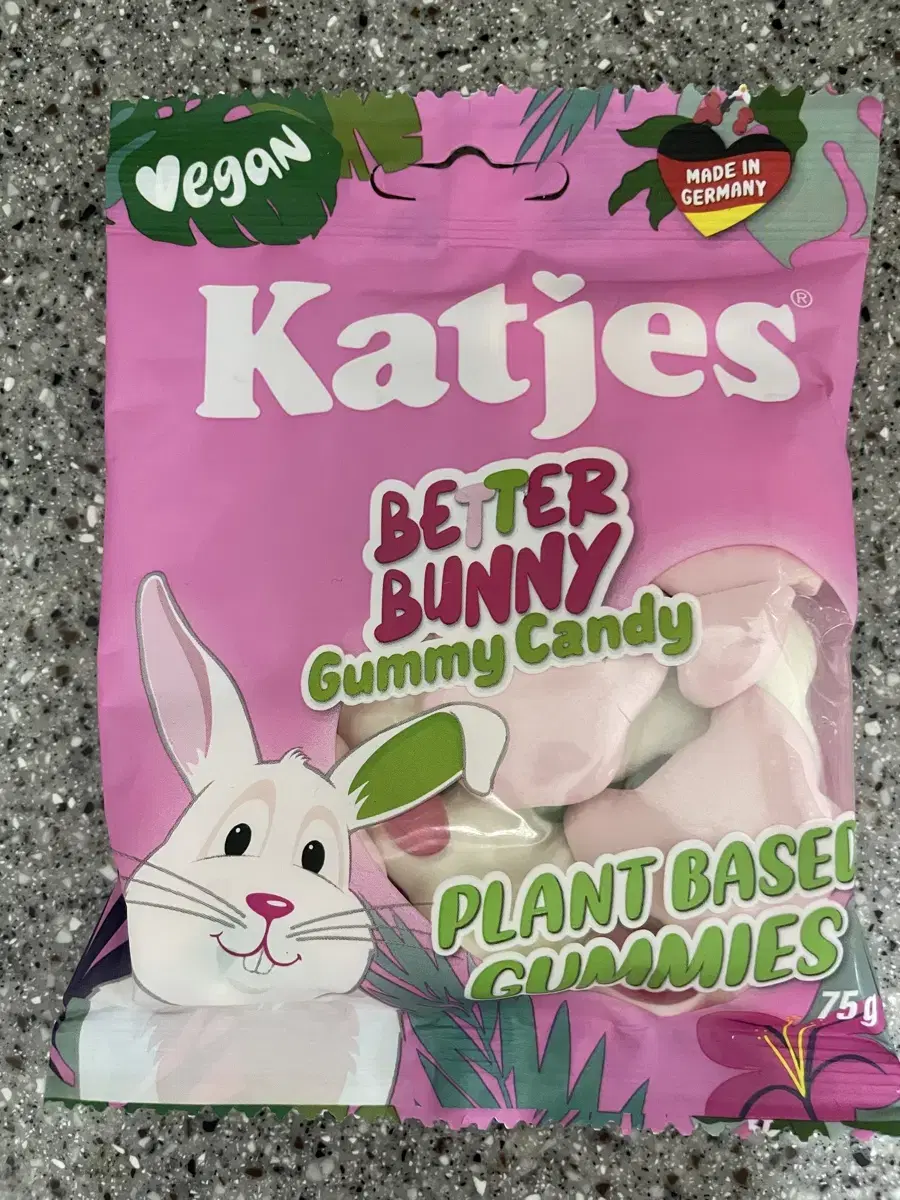 Vegan
MADE IN
GERMANY
Katjes®
BETTER
BUNNY
Gummy Candy
PLANT BASED
GUMMIES
75g